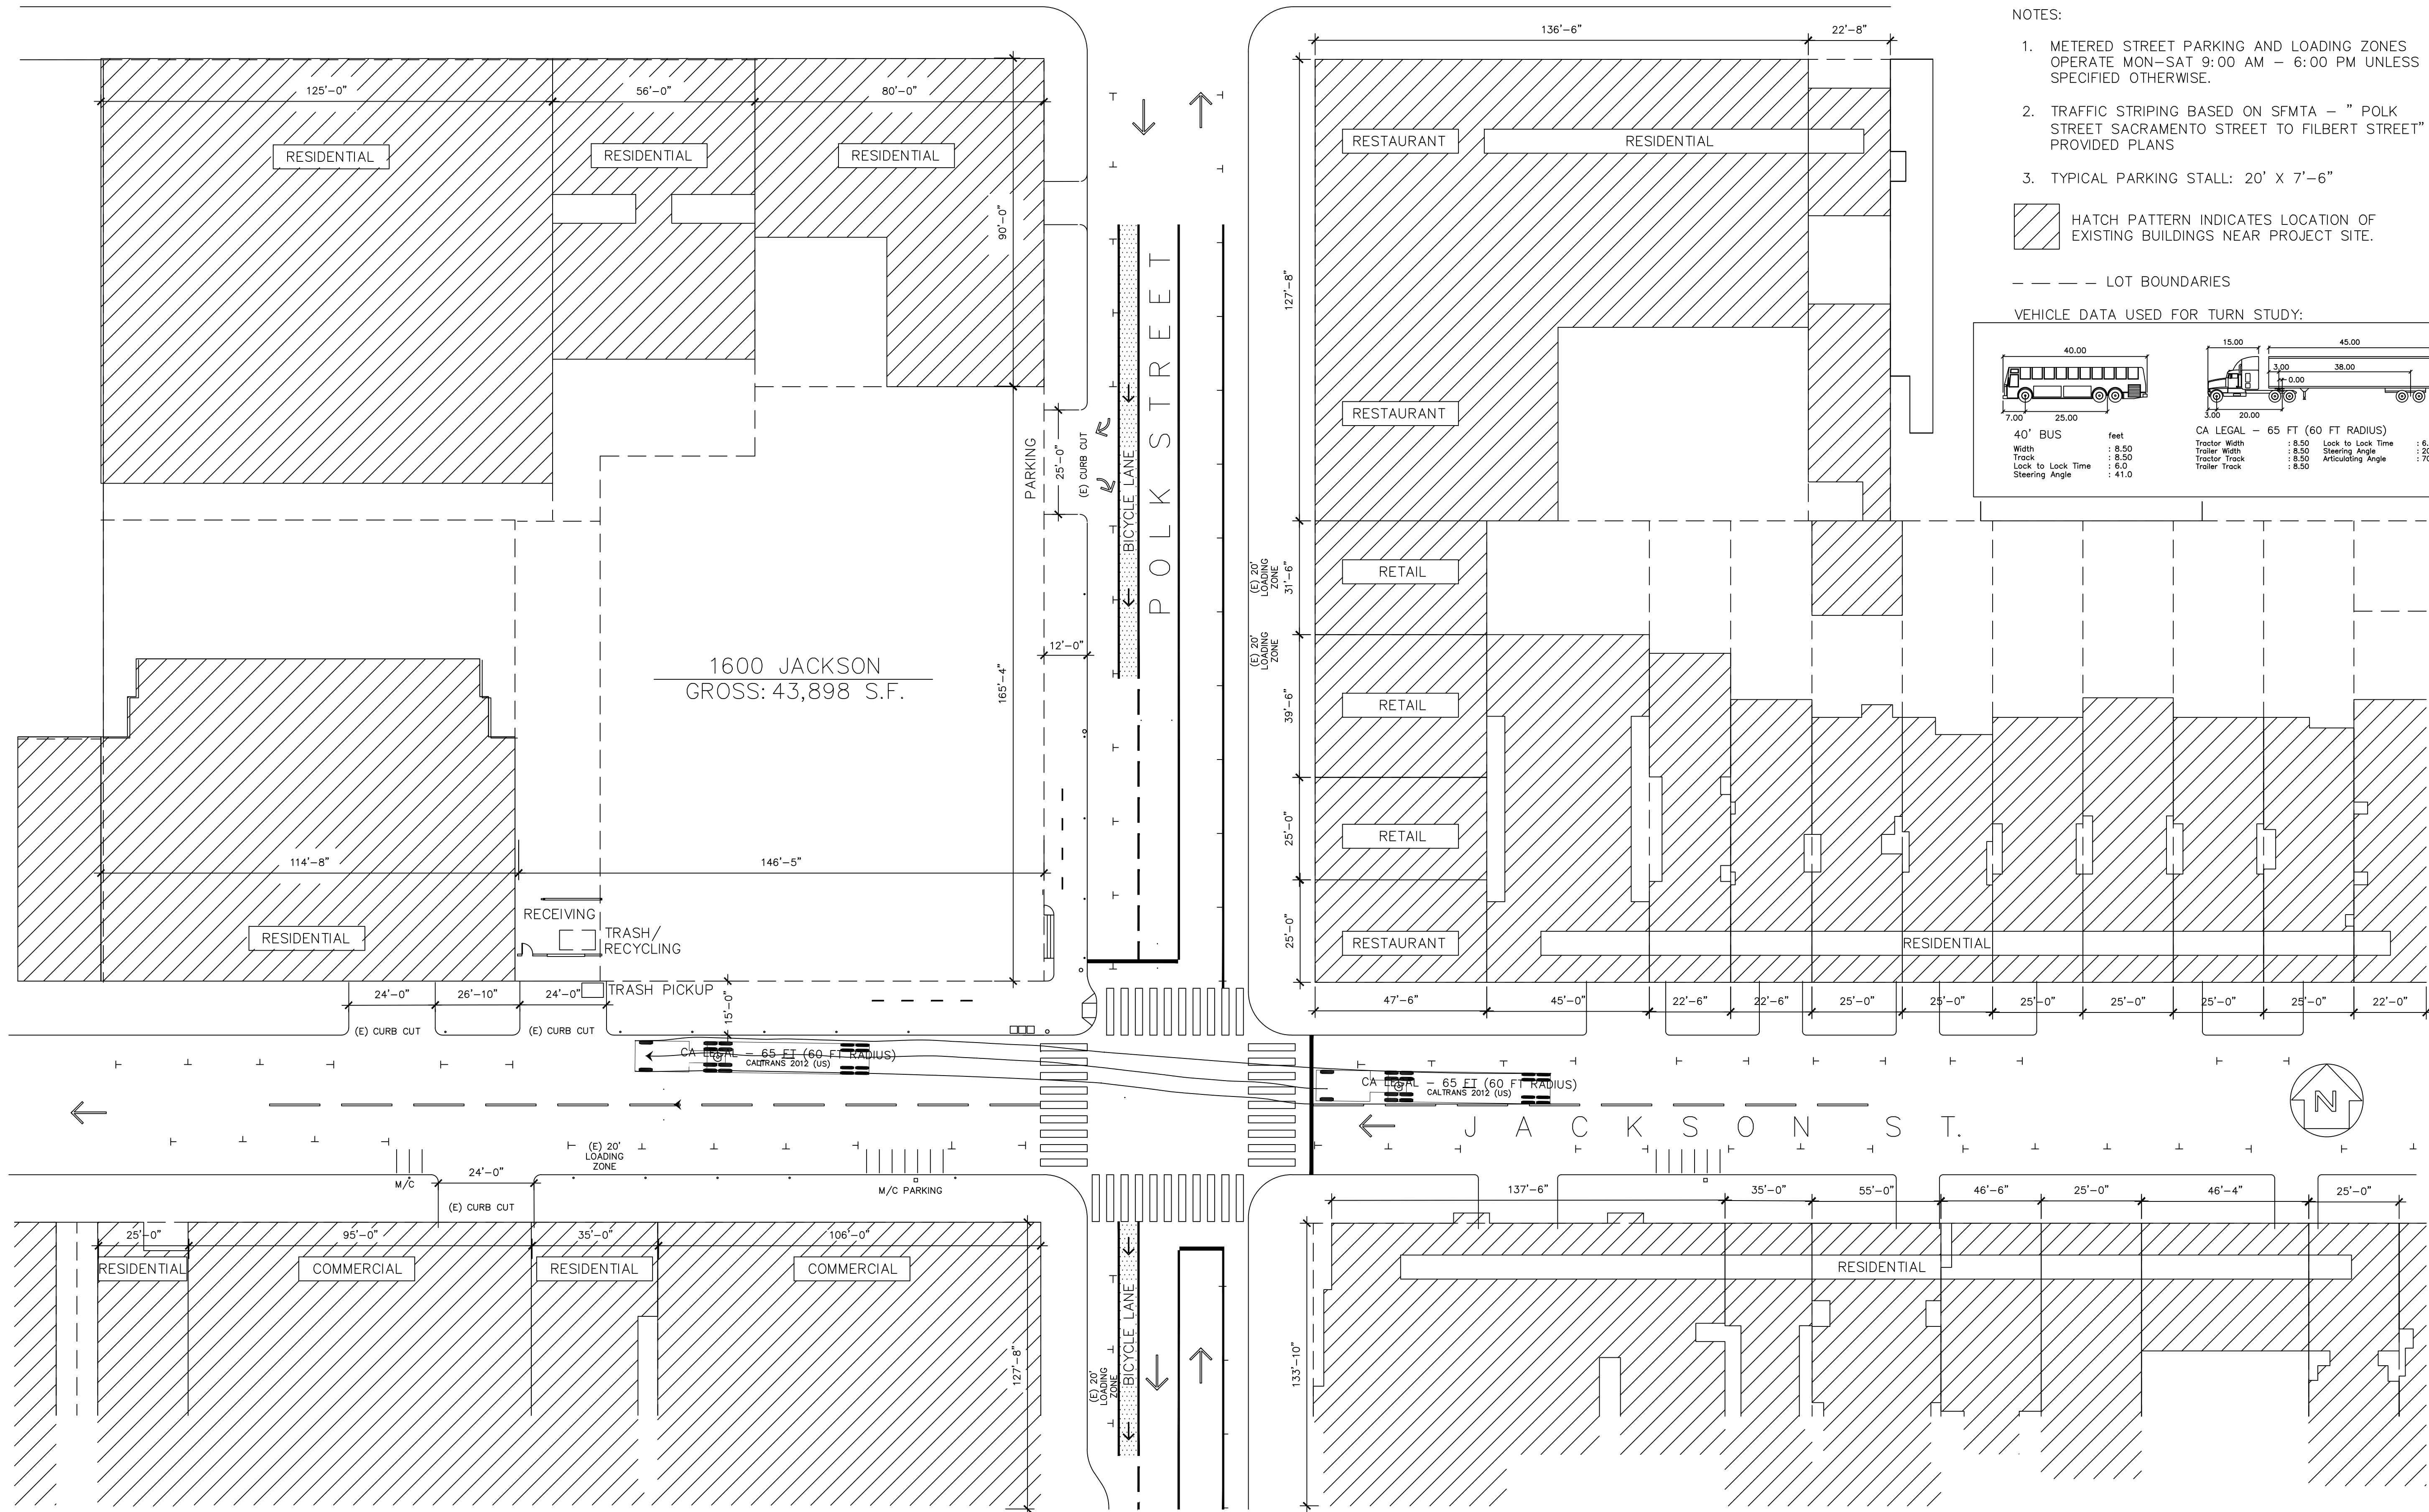 NOTES:
1. METERED STREET PARKING AND LOADING ZONES
OPERATE MON-SAT 9:00 AM - 6:00 PM UNLESS
SPECIFIED OTHERWISE.
2. TRAFFIC STRIPING BASED ON SFMTA - " POLK
STREET SACRAMENTO STREET TO FILBERT STREET"
PROVIDED PLANS
3. TYPICAL PARKING STALL: 20' X 7'-6"
HATCH PATTERN INDICATES LOCATION OF
EXISTING BUILDINGS NEAR PROJECT SITE.
LOT BOUNDARIES
VEHICLE DATA USED FOR TURN STUDY:
40.00
7.00 25.00
40' BUS feet
Width : 8.50
Track : 8.50
Lock to Lock Time : 6.0
Steering Angle : 41.0
15.00 45.00
3.00 38.00
0.00
3.00 20.00
CA LEGAL - 65 FT (60 FT RADIUS)
Tractor Width : 8.50 Lock to Lock Time
Trailer Width : 8.50 Steering Angle
Tractor Track : 8.50 Articulating Angle
Trailer Track : 8.50
125'-0" 56'-0" 80'-0"
RESIDENTIAL RESIDENTIAL RESIDENTIAL
90'-0"
PARKING
25'-0"
(E) CURB CUT
BICYCLE LANE
POLK STREET
12'-0"
165'-4"
1600 JACKSON
GROSS: 43,898 S.F.
114'-8" 146'-5"
RECEIVING
TRASH/
RECYCLING
RESIDENTIAL
TRASH PICKUP
24'-0" 26'-10" 24'-0" 15'-0"
(E) CURB CUT (E) CURB CUT
136'-6" 22'-8"
RESTAURANT RESIDENTIAL
127'-8"
RESTAURANT
(E) 20'
LOADING
ZONE
31'-6"
RETAIL
(E) 20'
LOADING
ZONE
39'-6"
RETAIL
25'-0"
RETAIL
25'-0"
RESTAURANT RESIDENTIAL
47'-6" 45'-0" 22'-6" 22'-6" 25'-0" 25'-0" 25'-0" 25'-0" 25'-0" 25'-0" 22'-0"
CA LEGAL - 65 FT (60 FT RADIUS)
CALTRANS 2012 (US)
CA LEGAL - 65 FT (60 FT RADIUS)
CALTRANS 2012 (US)
JACKSON ST.
N
(E) 20'
LOADING
ZONE
M/C
24'-0"
(E) CURB CUT
M/C PARKING
25'-0" 95'-0" 35'-0" 106'-0"
RESIDENTIAL COMMERCIAL RESIDENTIAL COMMERCIAL
127'-8"
(E) 20'
LOADING
ZONE
BICYCLE LANE
137'-6" 35'-0" 55'-0" 46'-6" 25'-0" 46'-4" 25'-0"
RESIDENTIAL
133'-10"